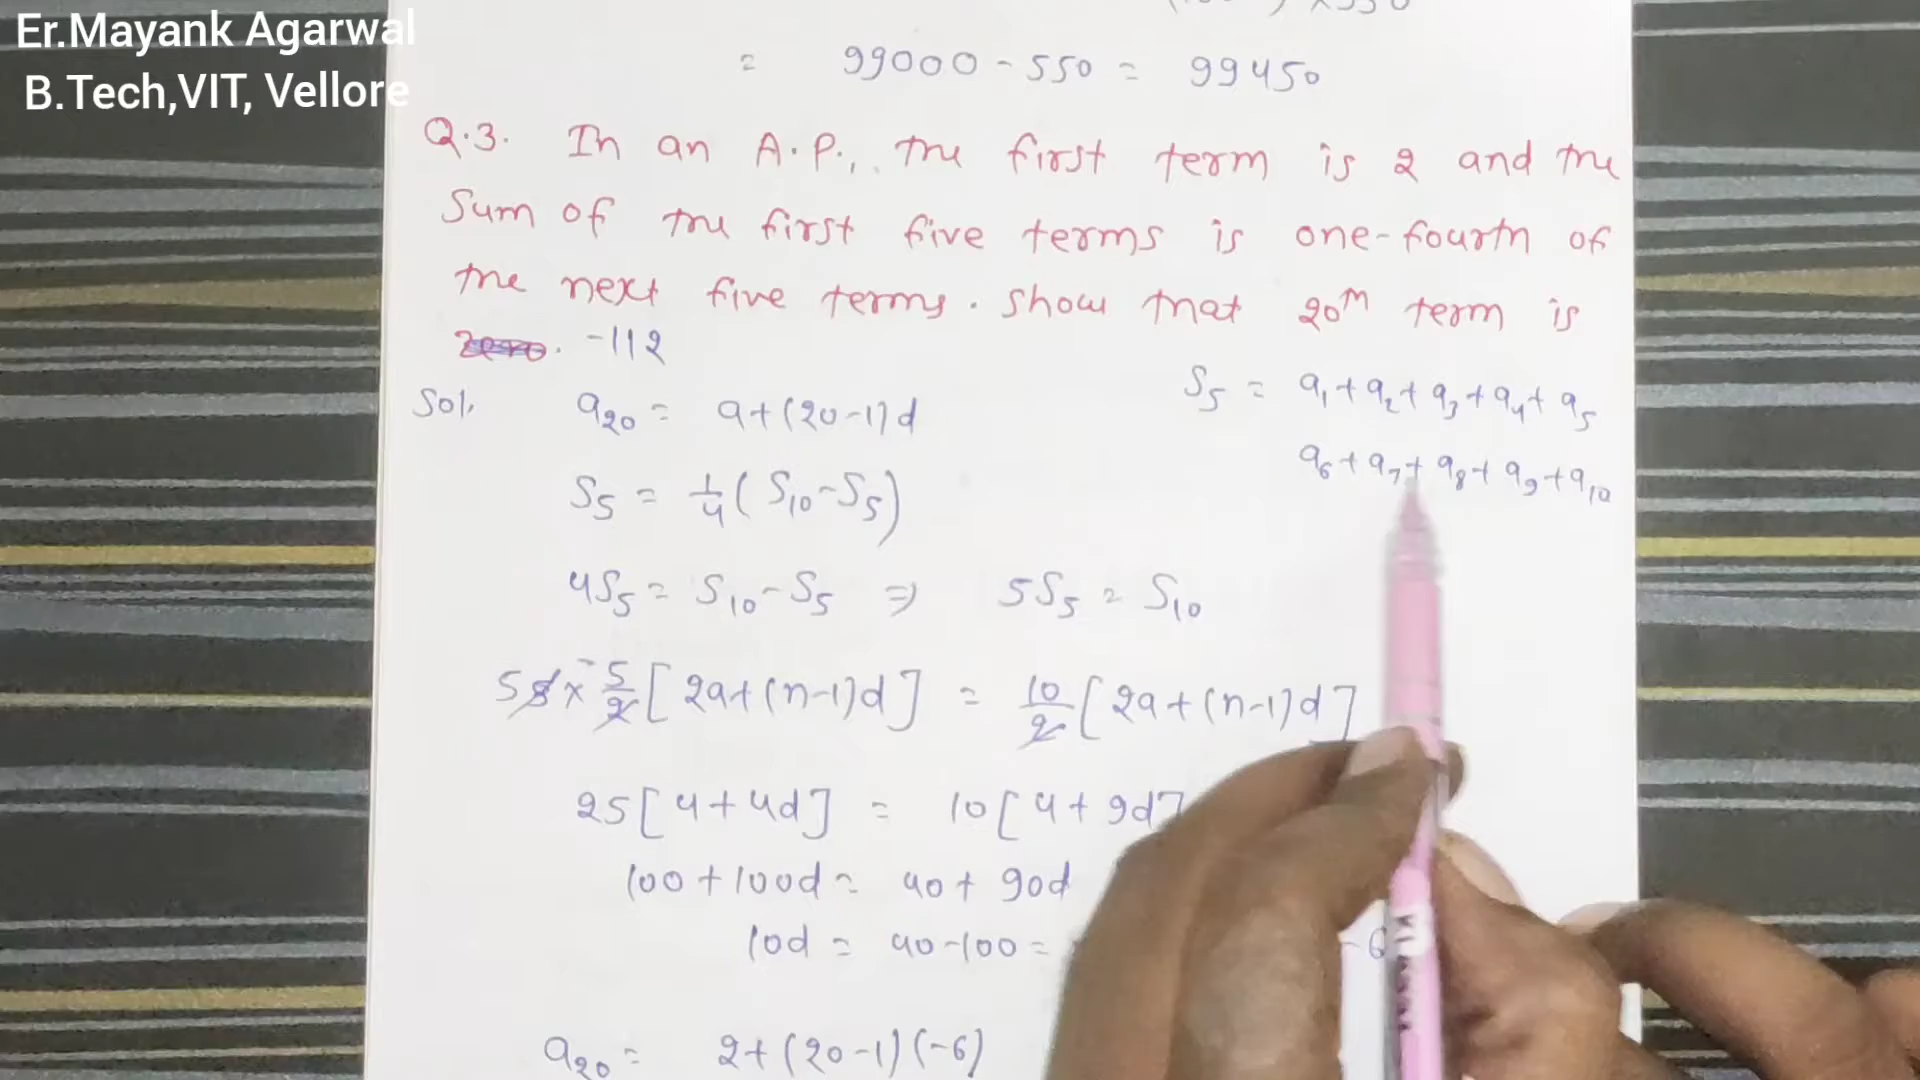 Er.Mayank Agarwal
B.Tech,VIT, Vellore
= 99000 - 550 = 99450
Q.3. In an A.P., the first term is 2 and the
Sum of the first five terms is one-fourth of
the next five terms. Show that 20th term is
-112
Sol. a20 = a+(20-1)d
S5 = a1+a2+a3+a4+a5
a6+a7+a8+a9+a10
S5 = 1/4 (S10-S5)
4S5 = S10-S5 ⇒ 5S5 = S10
5 × 5/2 [2a+(n-1)d] = 10/2 [2a+(n-1)d]
25[4+4d] = 10[4+9d]
100+100d = 40+90d
10d = 40-100 =
a20 = 2+(20-1)(-6)